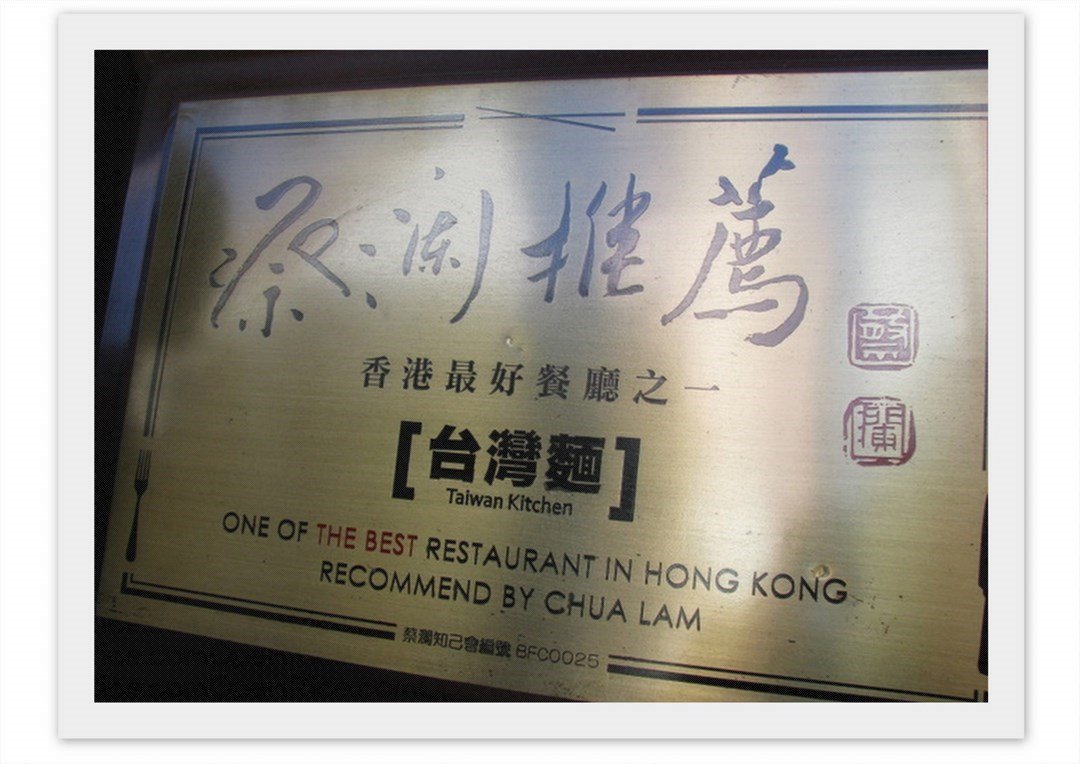 蔡瀾推薦
香港最好餐廳之一
[台灣麵]
Taiwan Kitchen
ONE OF THE BEST RESTAURANT IN HONG KONG
RECOMMEND BY CHUA LAM
蔡瀾知己會編號 BFC0025